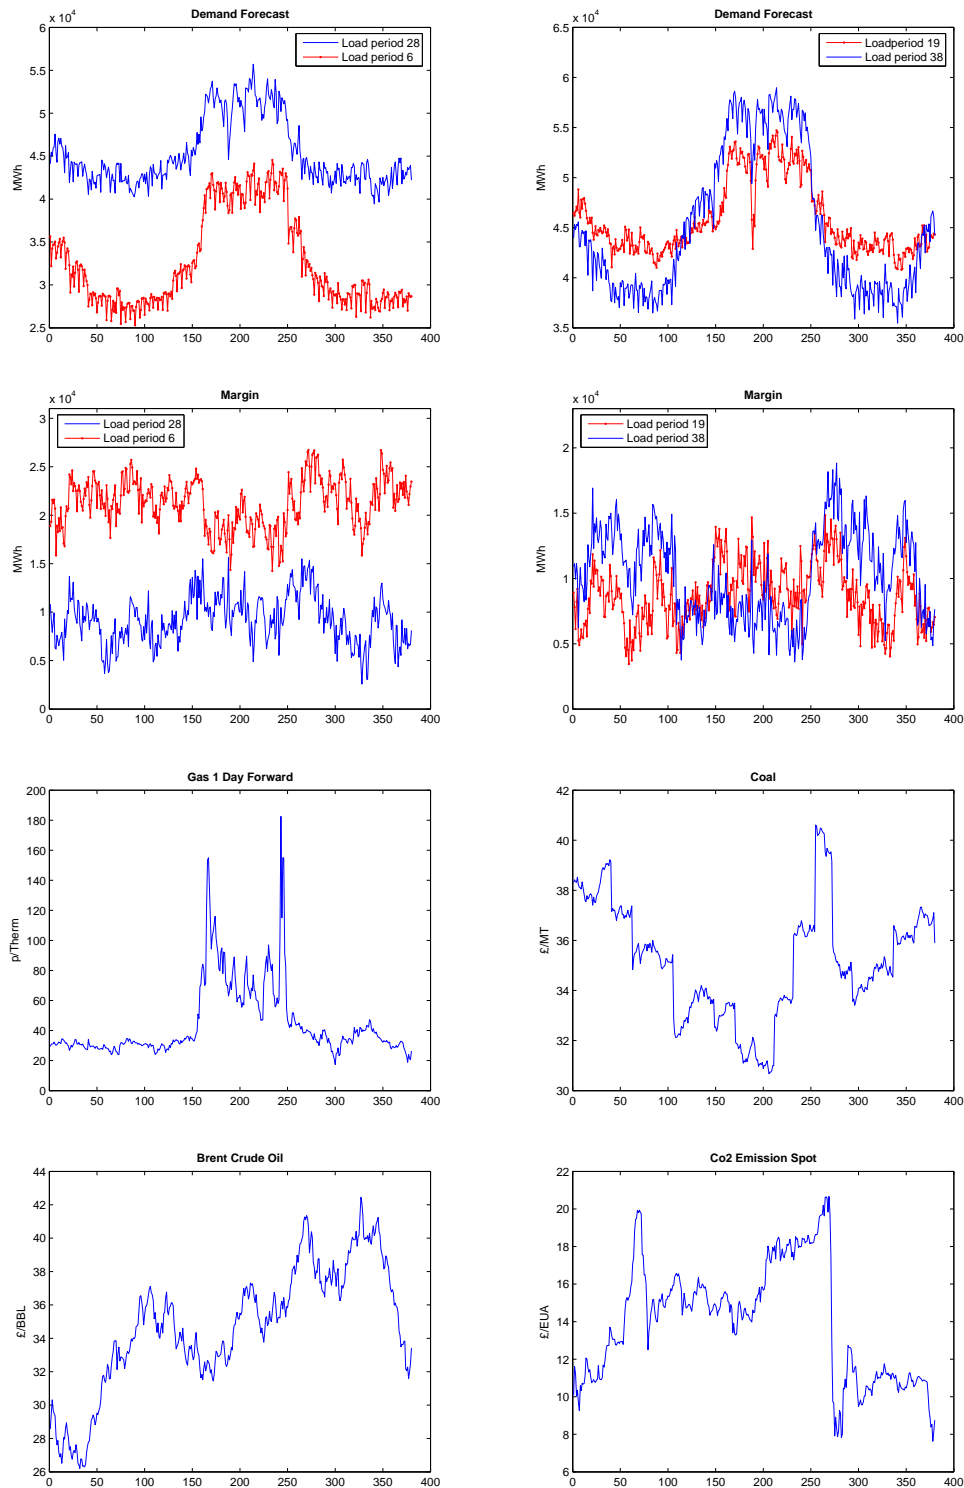 Demand Forecast
x 10^4
6
5.5
5
4.5
4
3.5
3
2.5
MWh
Load period 28
Load period 6
0 50 100 150 200 250 300 350 400
Demand Forecast
x 10^4
6.5
6
5.5
5
4.5
4
3.5
MWh
Loadperiod 19
Load period 38
0 50 100 150 200 250 300 350 400
Margin
x 10^4
3
2.5
2
1.5
1
0.5
0
MWh
Load period 28
Load period 6
0 50 100 150 200 250 300 350 400
Margin
x 10^4
2
1.5
1
0.5
0
MWh
Load period 19
Load period 38
0 50 100 150 200 250 300 350 400
Gas 1 Day Forward
200
180
160
140
120
100
80
60
40
20
0
p/Therm
0 50 100 150 200 250 300 350 400
Coal
42
40
38
36
34
32
30
£/MT
0 50 100 150 200 250 300 350 400
Brent Crude Oil
44
42
40
38
36
34
32
30
28
26
£/BBL
0 50 100 150 200 250 300 350 400
Co2 Emission Spot
22
20
18
16
14
12
10
8
6
£/EUA
0 50 100 150 200 250 300 350 400